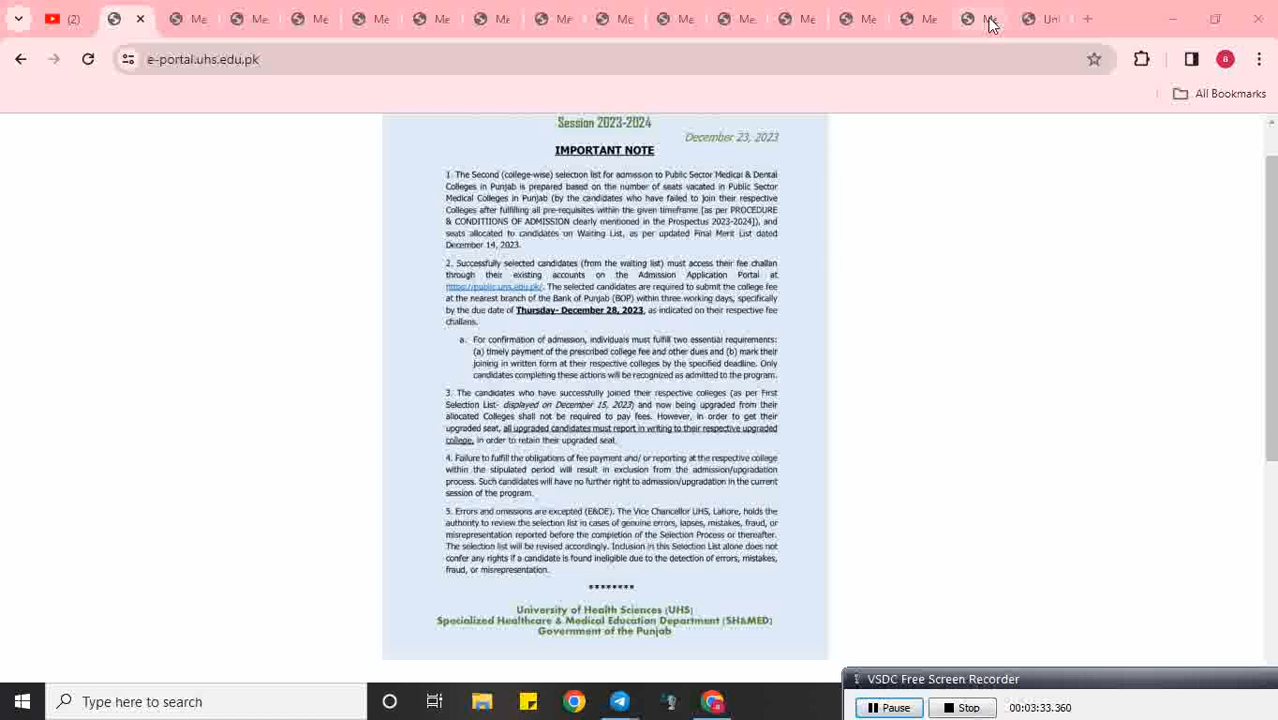 (2)
Me
Me
Me
Me
Me
Me
Me
Me
Me
Me
Me
Me
Me
Uni
e-portal.uhs.edu.pk
a
All Bookmarks
Session 2023-2024
December 23, 2023
IMPORTANT NOTE
1. The Second (college-wise) selection list for admission to Public Sector Medical & Dental
Colleges in Punjab is prepared based on the number of seats vacated in Public Sector
Medical Colleges in Punjab (by the candidates who have failed to join their respective
Colleges after fulfilling all pre-requisites within the given timeframe [as per PROCEDURE
& CONDITIIONS OF ADMISSION clearly mentioned in the Prospectus 2023-2024]), and
seats allocated to candidates on Waiting List, as per updated Final Merit List dated
December 14, 2023.
2. Successfully selected candidates (from the waiting list) must access their fee challan
through their existing accounts on the Admission Application Portal at
https://public.uhs.edu.pk/. The selected candidates are required to submit the college fee
at the nearest branch of the Bank of Punjab (BOP) within three working days, specifically
by the due date of Thursday- December 28, 2023, as indicated on their respective fee
challans.
a. For confirmation of admission, individuals must fulfill two essential requirements:
(a) timely payment of the prescribed college fee and other dues and (b) mark their
joining in written form at their respective colleges by the specified deadline. Only
candidates completing these actions will be recognized as admitted to the program.
3. The candidates who have successfully joined their respective colleges (as per First
Selection List- displayed on December 15, 2023) and now being upgraded from their
allocated Colleges shall not be required to pay fees. However, in order to get their
upgraded seat, all upgraded candidates must report in writing to their respective upgraded
college, in order to retain their upgraded seat.
4. Failure to fulfill the obligations of fee payment and/ or reporting at the respective college
within the stipulated period will result in exclusion from the admission/upgradation
process. Such candidates will have no further right to admission/upgradation in the current
session of the program.
5. Errors and omissions are excepted (E&OE). The Vice Chancellor UHS, Lahore, holds the
authority to review the selection list in cases of genuine errors, lapses, mistakes, fraud, or
misrepresentation reported before the completion of the Selection Process or thereafter.
The selection list will be revised accordingly. Inclusion in this Selection List alone does not
confer any rights if a candidate is found ineligible due to the detection of errors, mistakes,
fraud, or misrepresentation.
********
University of Health Sciences (UHS)
Specialized Healthcare & Medical Education Department (SH&MED)
Government of the Punjab
VSDC Free Screen Recorder
Pause
Stop
00:03:33.360
Type here to search